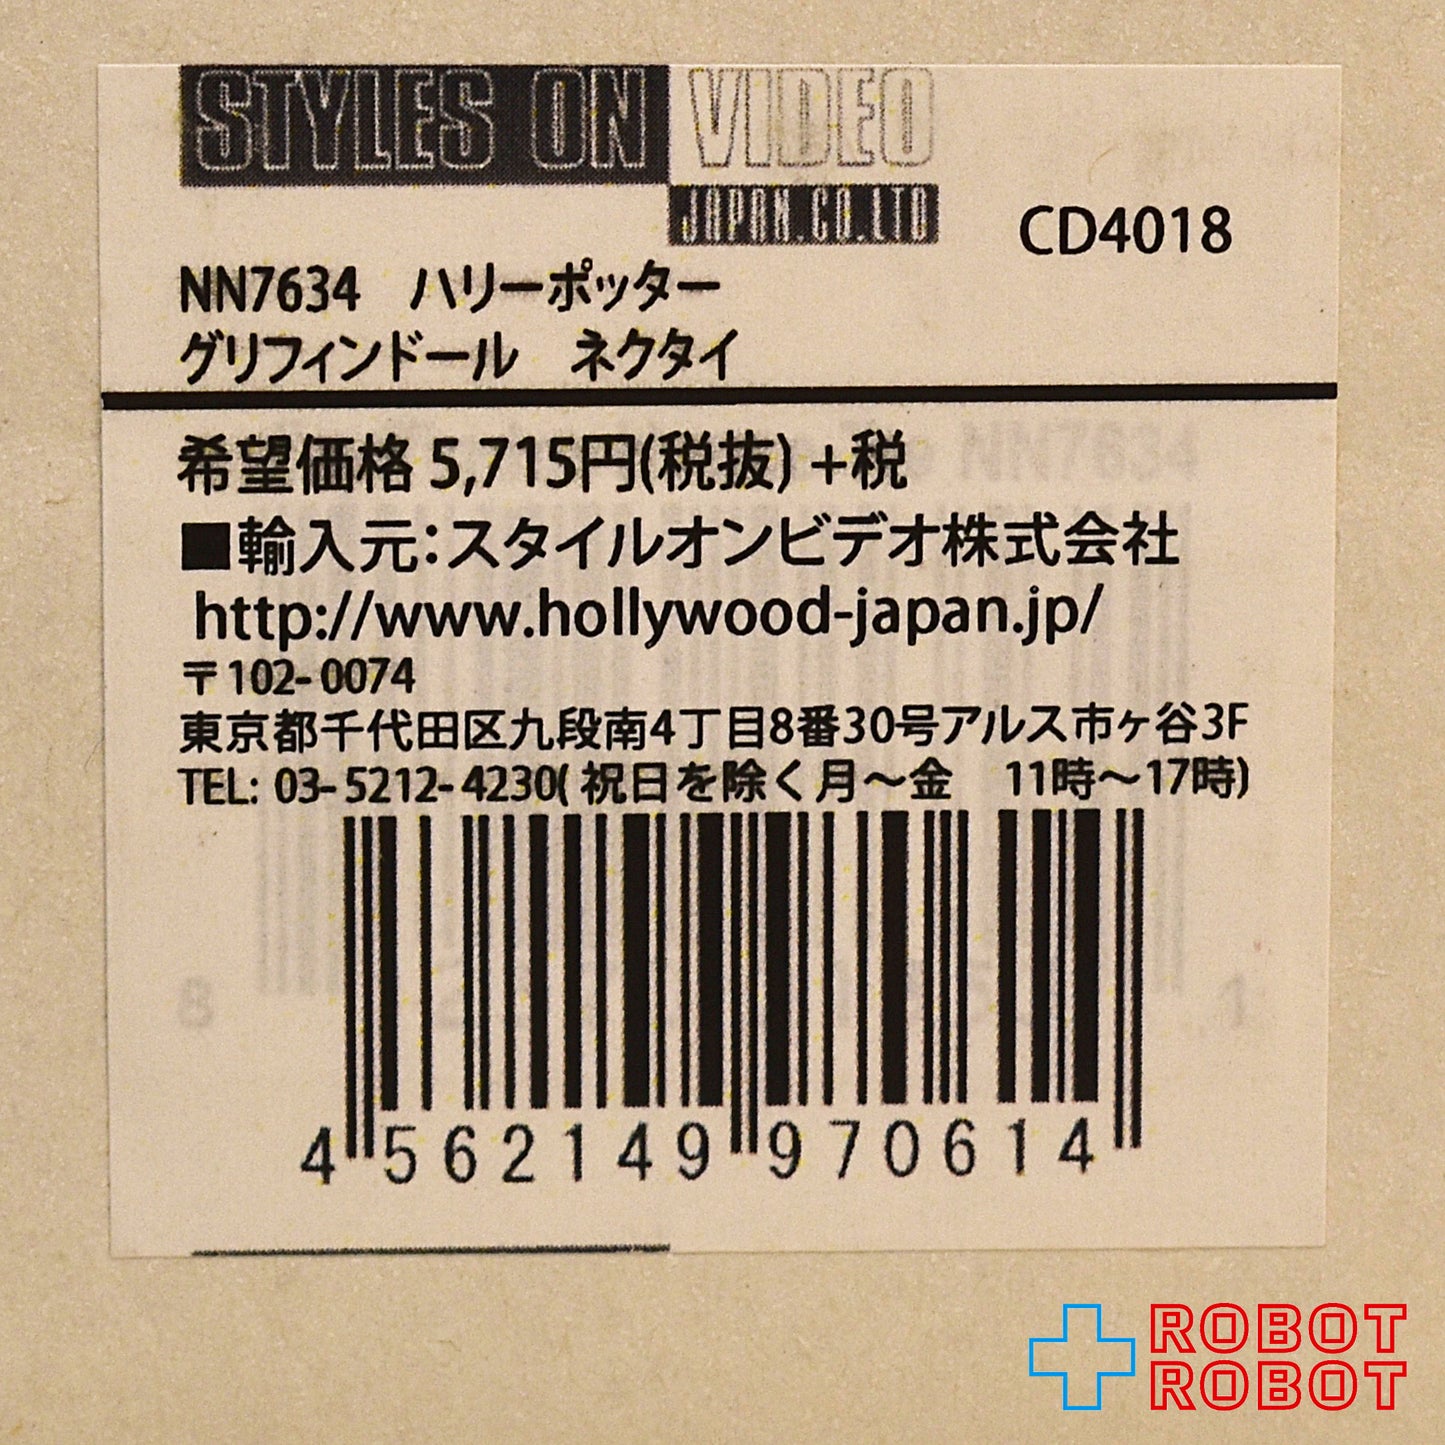 STYLES ON VIDEO
JAPAN.CO.LTD
CD4018
NN7634　ハリーポッター
グリフィンドール　ネクタイ
希望価格 5,715円(税抜) +税
■輸入元：スタイルオンビデオ株式会社
http://www.hollywood-japan.jp/
〒102-0074
東京都千代田区九段南4丁目8番30号アルス市ヶ谷3F
TEL: 03-5212-4230( 祝日を除く月～金　11時～17時)
4 562149 970614
ROBOT
ROBOT